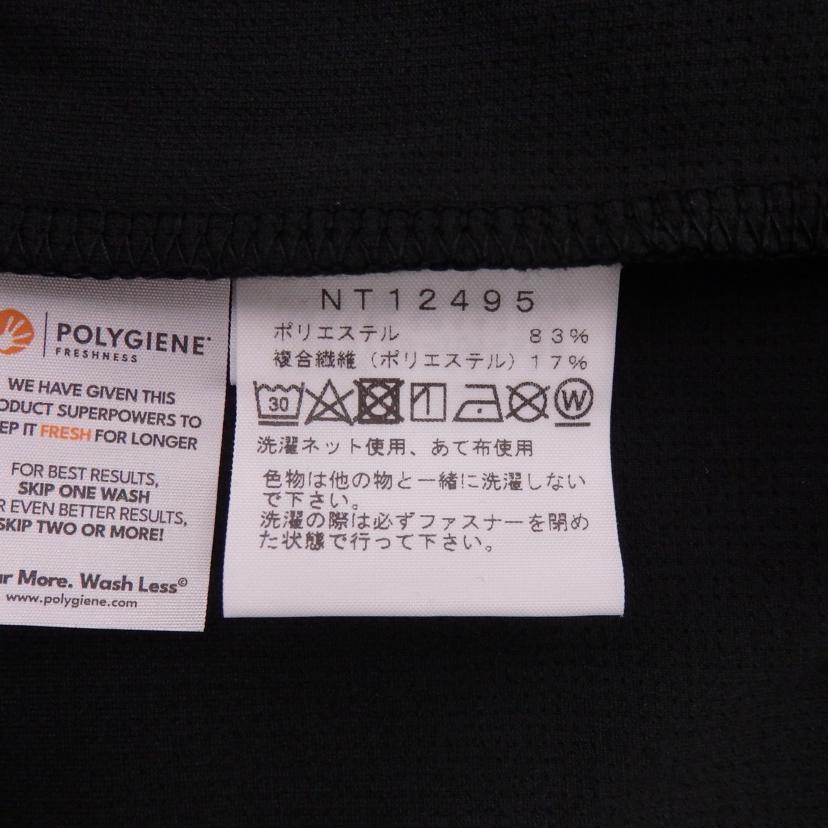 POLYGIENE
FRESHNESS
WE HAVE GIVEN THIS
SUPERPOWERS TO
IT FRESH FOR LONGER
FOR BEST RESULTS,
SKIP ONE WASH
EVEN BETTER RESULTS,
SKIP TWO OR MORE!
More. Wash Less©
www.polygiene.com
NT12495
ポリエステル 83%
複合繊維(ポリエステル)17%
30 W
洗濯ネット使用、あて布使用
色物は他の物と一緒に洗濯しない
で下さい。
洗濯の際は必ずファスナーを閉め
た状態で行って下さい。